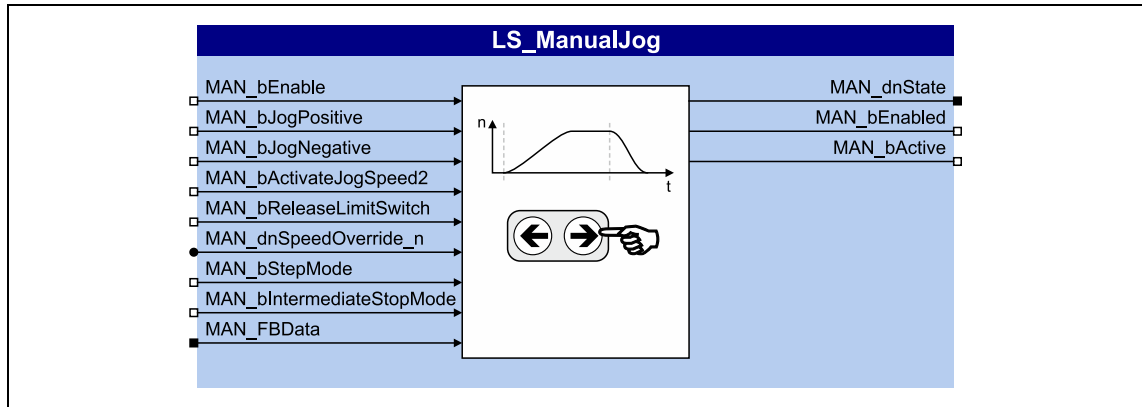 LS_ManualJog
MAN_bEnable
MAN_bJogPositive
MAN_bJogNegative
MAN_bActivateJogSpeed2
MAN_bReleaseLimitSwitch
MAN_dnSpeedOverride_n
MAN_bStepMode
MAN_bIntermediateStopMode
MAN_FBData
n
t
MAN_dnState
MAN_bEnabled
MAN_bActive